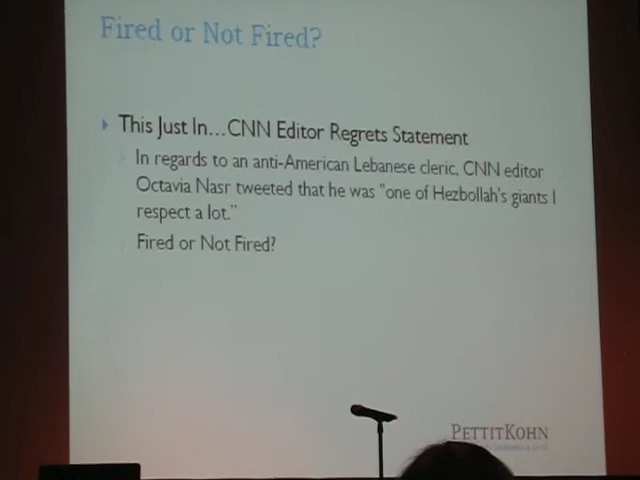 Fired or Not Fired?
This Just In...CNN Editor Regrets Statement
In regards to an anti-American Lebanese cleric, CNN editor
Octavia Nasr tweeted that he was "one of Hezbollah's giants I
respect a lot."
Fired or Not Fired?
PETTITKOHN